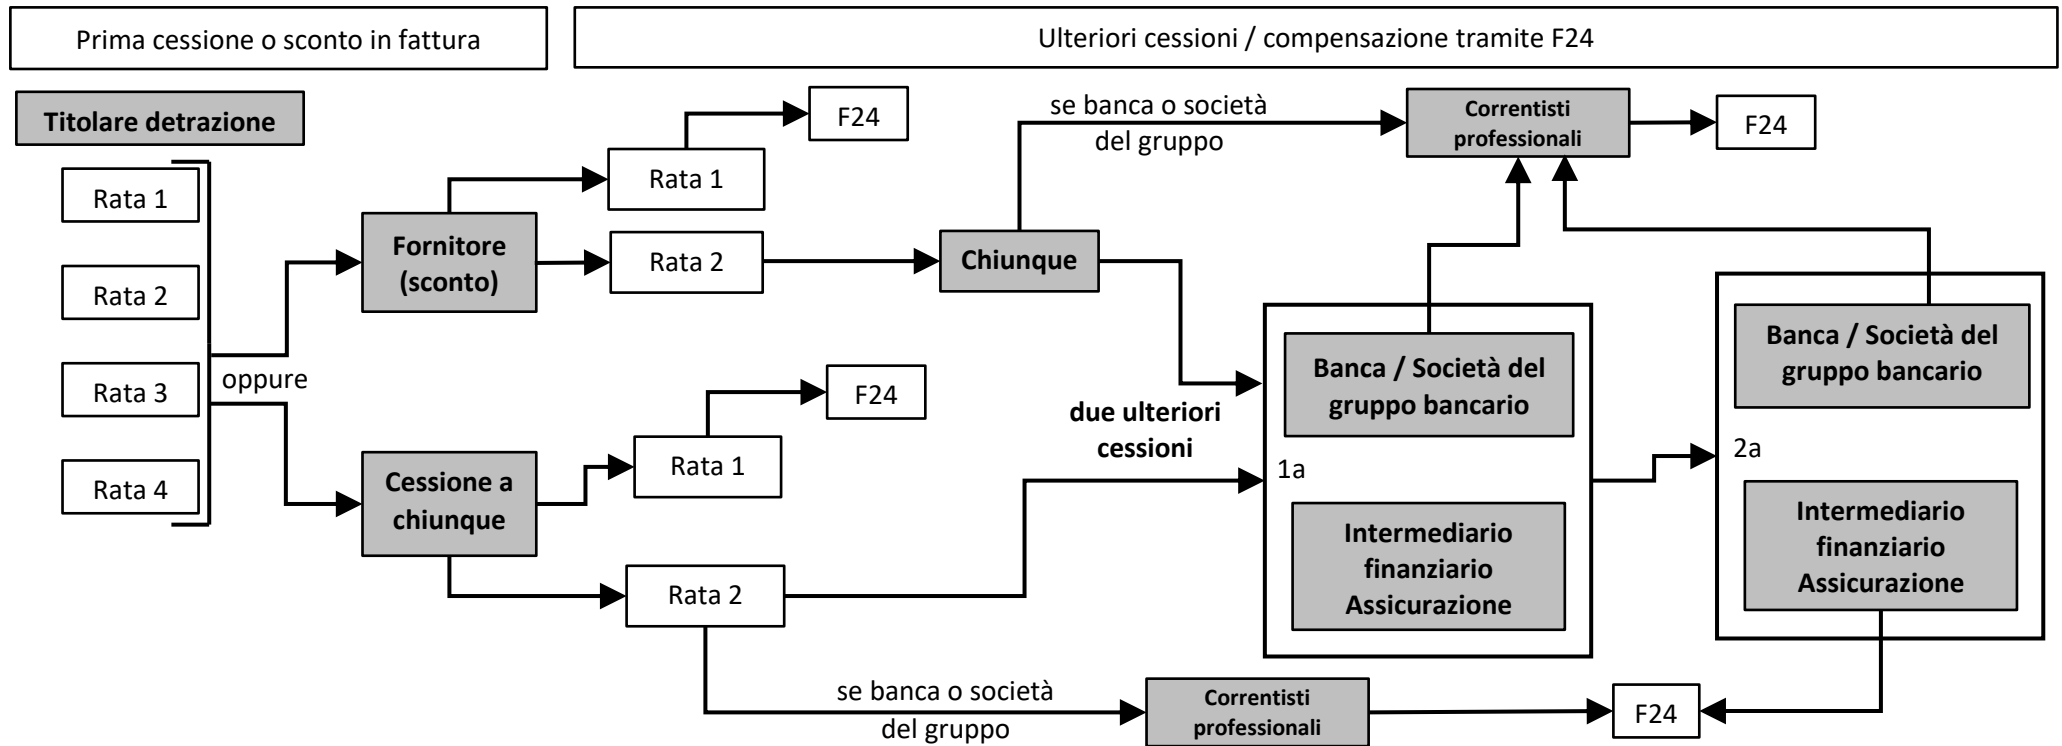 Prima cessione o sconto in fattura
Ulteriori cessioni / compensazione tramite F24
Titolare detrazione
Rata 1
Rata 2
Rata 3
Rata 4
oppure
Fornitore
(sconto)
Rata 1
F24
Rata 2
Chiunque
se banca o società
del gruppo
Correntisti
professionali
F24
Cessione a
chiunque
Rata 1
F24
Rata 2
due ulteriori
cessioni
1a
Banca / Società del
gruppo bancario
Intermediario
finanziario
Assicurazione
2a
Banca / Società del
gruppo bancario
Intermediario
finanziario
Assicurazione
se banca o società
del gruppo
Correntisti
professionali
F24